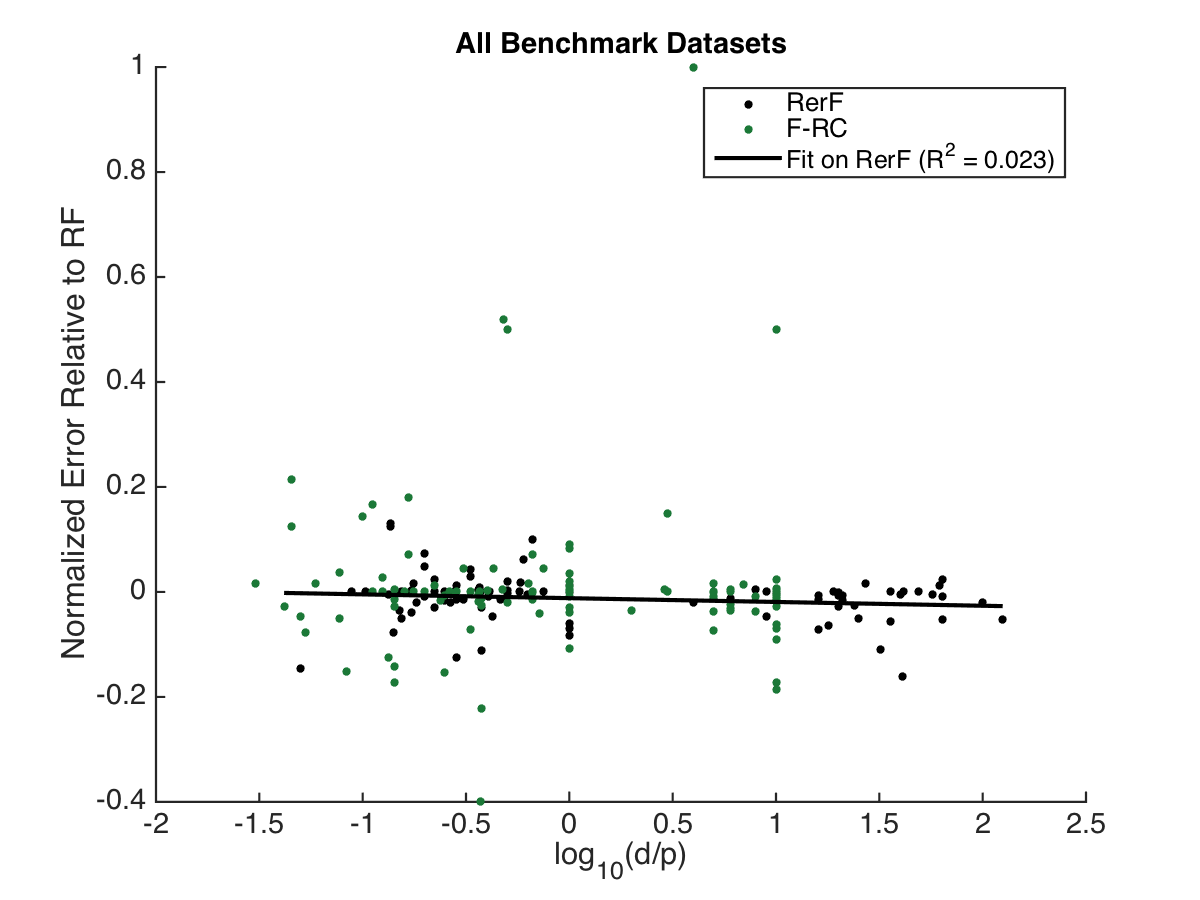 All Benchmark Datasets
RerF
F-RC
Fit on RerF (R² = 0.023)
Normalized Error Relative to RF
1
0.8
0.6
0.4
0.2
0
-0.2
-0.4
-2 -1.5 -1 -0.5 0 0.5 1 1.5 2 2.5
log₁₀(d/p)